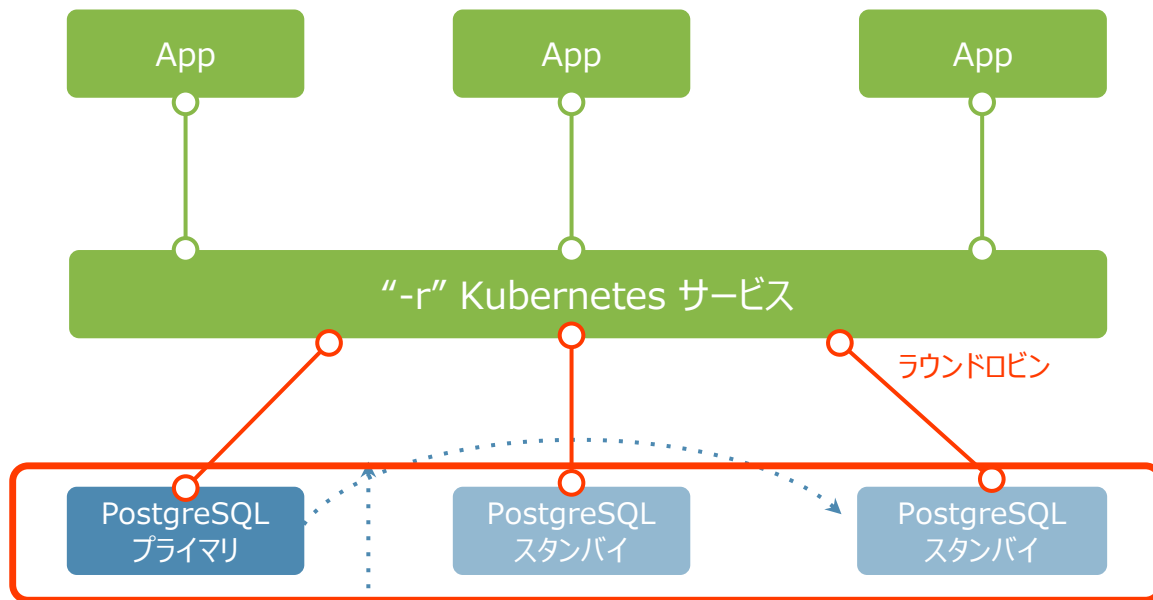 App
App
App
“-r” Kubernetes サービス
ラウンドロビン
PostgreSQL
プライマリ
PostgreSQL
スタンバイ
PostgreSQL
スタンバイ